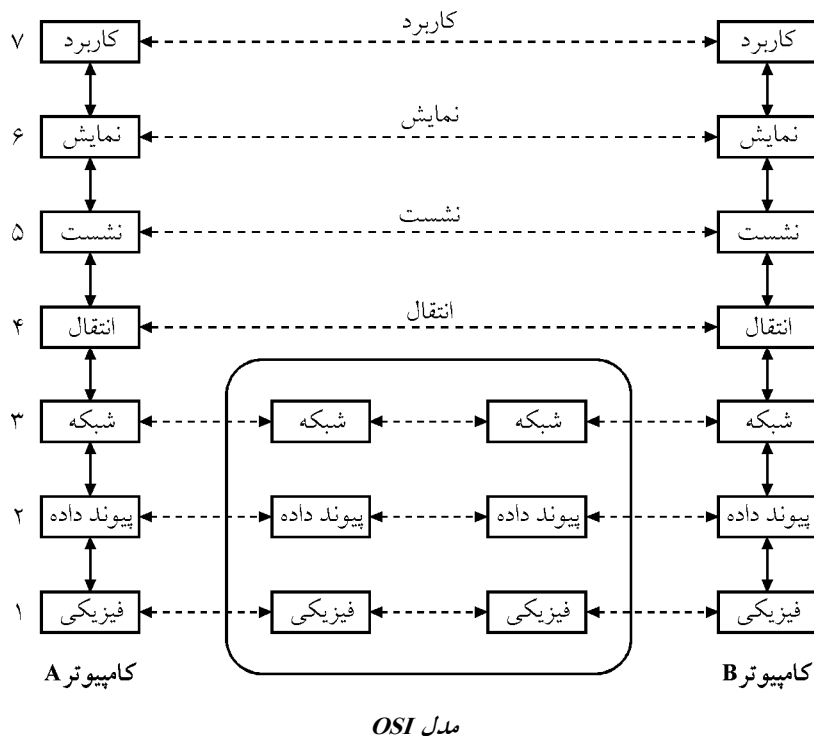 کاربرد
۷ کاربرد کاربرد
نمایش
۶ نمایش نمایش
نشست
۵ نشست نشست
انتقال
۴ انتقال انتقال
۳ شبکه شبکه شبکه شبکه
۲ پیوند داده پیوند داده پیوند داده پیوند داده
۱ فیزیکی فیزیکی فیزیکی فیزیکی
کامپیوتر A کامپیوتر B
مدل OSI